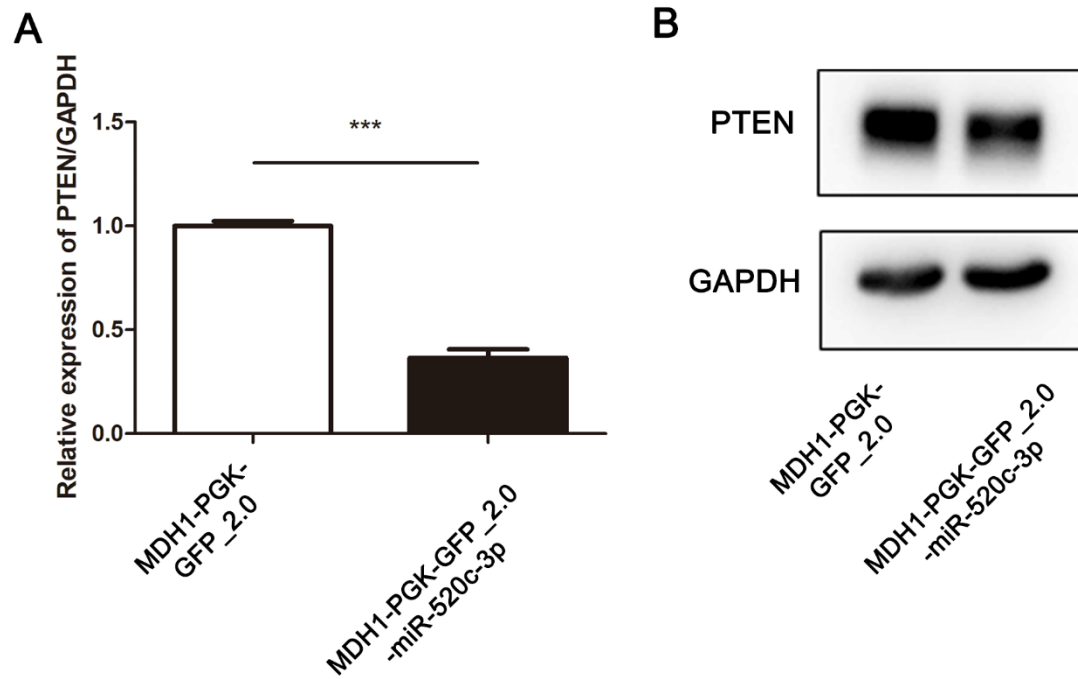 A
Relative expression of PTEN/GAPDH
1.5
1.0
0.5
0.0
***
MDH1-PGK-
GFP_2.0
MDH1-PGK-GFP_2.0
-miR-520c-3p
B
PTEN
GAPDH
MDH1-PGK-
GFP_2.0
MDH1-PGK-GFP_2.0
-miR-520c-3p